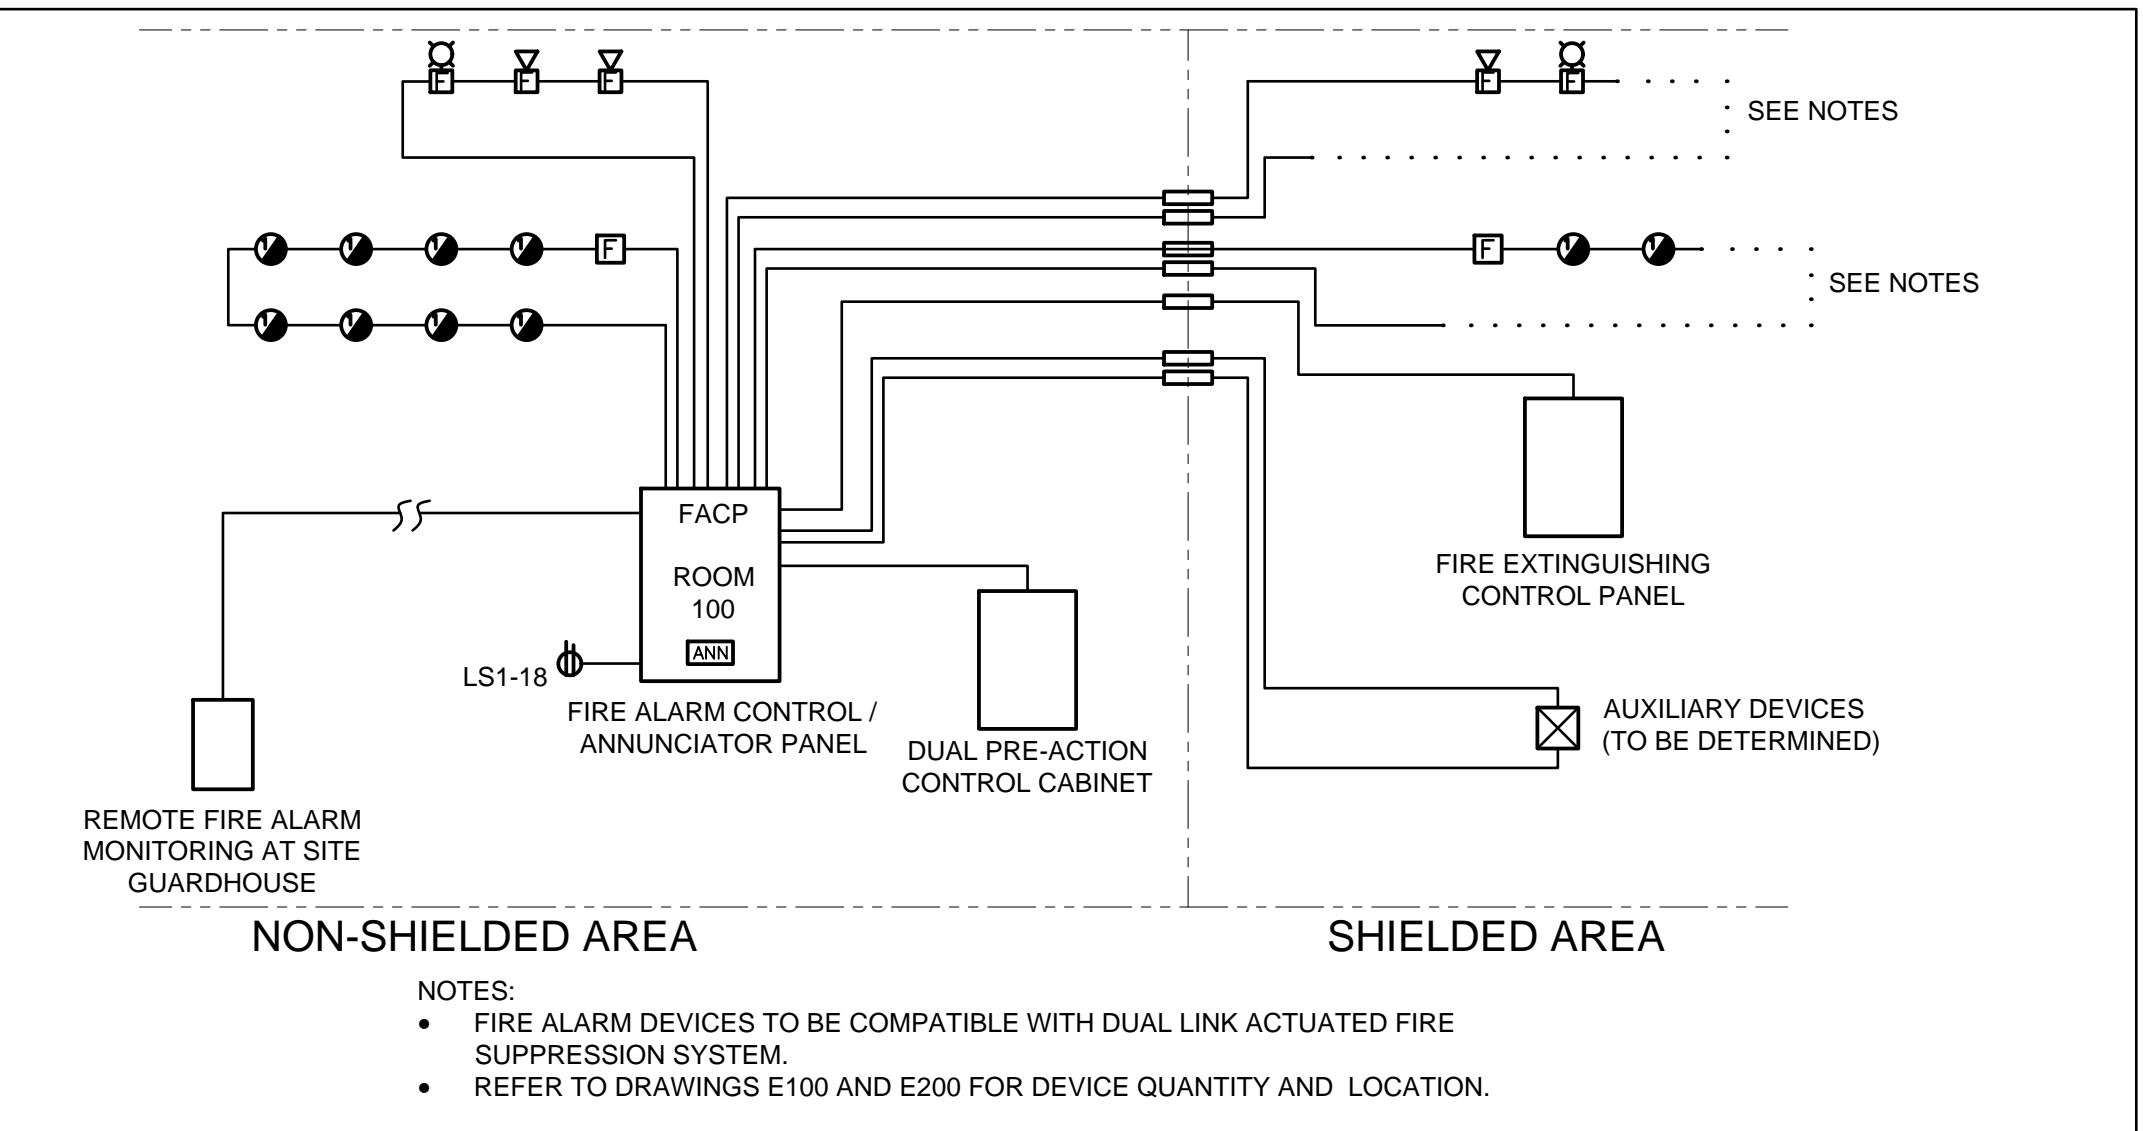 F
F
F
F
F
SEE NOTES
F
F
SEE NOTES
FACP
ROOM
100
ANN
LS1-18
FIRE ALARM CONTROL /
ANNUNCIATOR PANEL
DUAL PRE-ACTION
CONTROL CABINET
FIRE EXTINGUISHING
CONTROL PANEL
AUXILIARY DEVICES
(TO BE DETERMINED)
REMOTE FIRE ALARM
MONITORING AT SITE
GUARDHOUSE
NON-SHIELDED AREA
SHIELDED AREA
NOTES:
• FIRE ALARM DEVICES TO BE COMPATIBLE WITH DUAL LINK ACTUATED FIRE
SUPPRESSION SYSTEM.
• REFER TO DRAWINGS E100 AND E200 FOR DEVICE QUANTITY AND LOCATION.